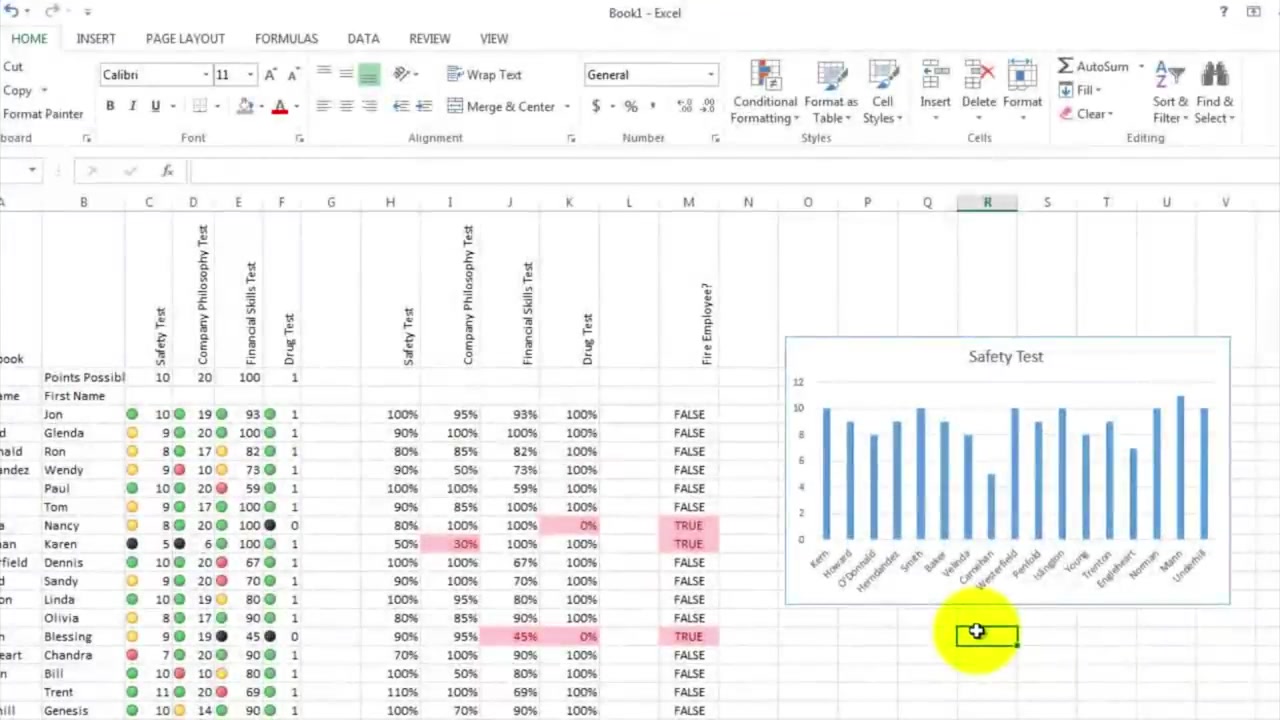 Book1 - Excel
?
HOME INSERT PAGE LAYOUT FORMULAS DATA REVIEW VIEW
Cut
Copy
Format Painter
Calibri 11 A A
B I U A
Wrap Text
Merge & Center
General
$ % ,
Conditional Formatting
Format as Table
Cell Styles
Insert Delete Format
AutoSum
Fill
Clear
Sort & Filter
Find & Select
board Font Alignment Number Styles Cells Editing
fx
A B C D E F G H I J K L M N O P Q R S T U V
book Safety Test Company Philosophy Test Financial Skills Test Drug Test Safety Test Company Philosophy Test Financial Skills Test Drug Test Fire Employee?
Points Possibl 10 20 100 1
ame First Name
Jon 10 19 93 1 100% 95% 93% 100% FALSE
d Glenda 9 20 100 1 90% 100% 100% 100% FALSE
nald Ron 8 17 82 1 80% 85% 82% 100% FALSE
andez Wendy 9 10 73 1 90% 50% 73% 100% FALSE
Paul 10 20 59 1 100% 100% 59% 100% FALSE
Tom 9 17 100 1 90% 85% 100% 100% FALSE
a Nancy 8 20 100 0 80% 100% 100% 0% TRUE
an Karen 5 6 100 1 50% 30% 100% 100% TRUE
rfield Dennis 10 20 67 1 100% 100% 67% 100% FALSE
d Sandy 9 20 70 1 90% 100% 70% 100% FALSE
on Linda 10 19 80 1 100% 95% 80% 100% FALSE
Olivia 8 17 90 1 80% 85% 90% 100% FALSE
n Blessing 9 19 45 0 90% 95% 45% 0% TRUE
eart Chandra 7 20 90 1 70% 100% 90% 100% FALSE
n Bill 10 10 80 1 100% 50% 80% 100% FALSE
Trent 11 20 69 1 110% 100% 69% 100% FALSE
hill Genesis 10 14 90 1 100% 70% 90% 100% FALSE
Safety Test
12
10
8
6
4
2
0
Kern Howard O'Donald Hernandez Smith Baker Velinda Carnehan Westerfield Penfold Islington Young Trenton Engleheart Norman Mann Underhill